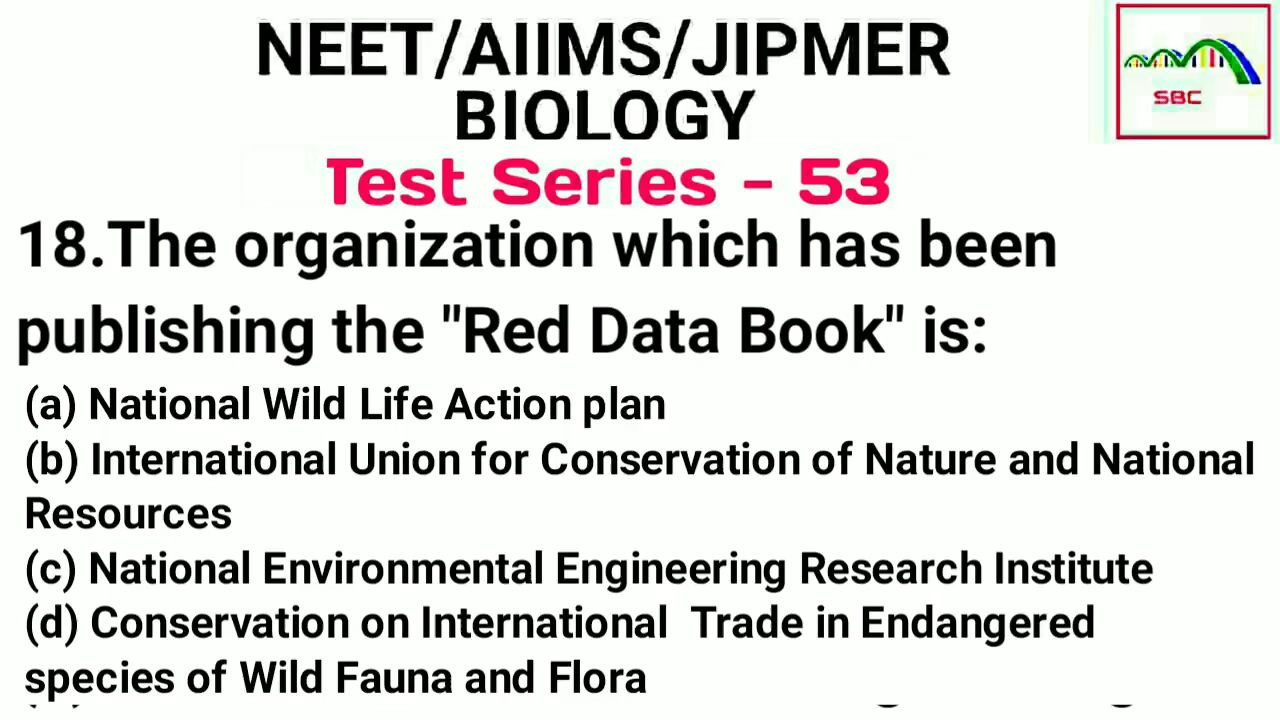 NEET/AIIMS/JIPMER
BIOLOGY
SBC
Test Series - 53
18.The organization which has been
publishing the "Red Data Book" is:
(a) National Wild Life Action plan
(b) International Union for Conservation of Nature and National
Resources
(c) National Environmental Engineering Research Institute
(d) Conservation on International  Trade in Endangered
species of Wild Fauna and Flora